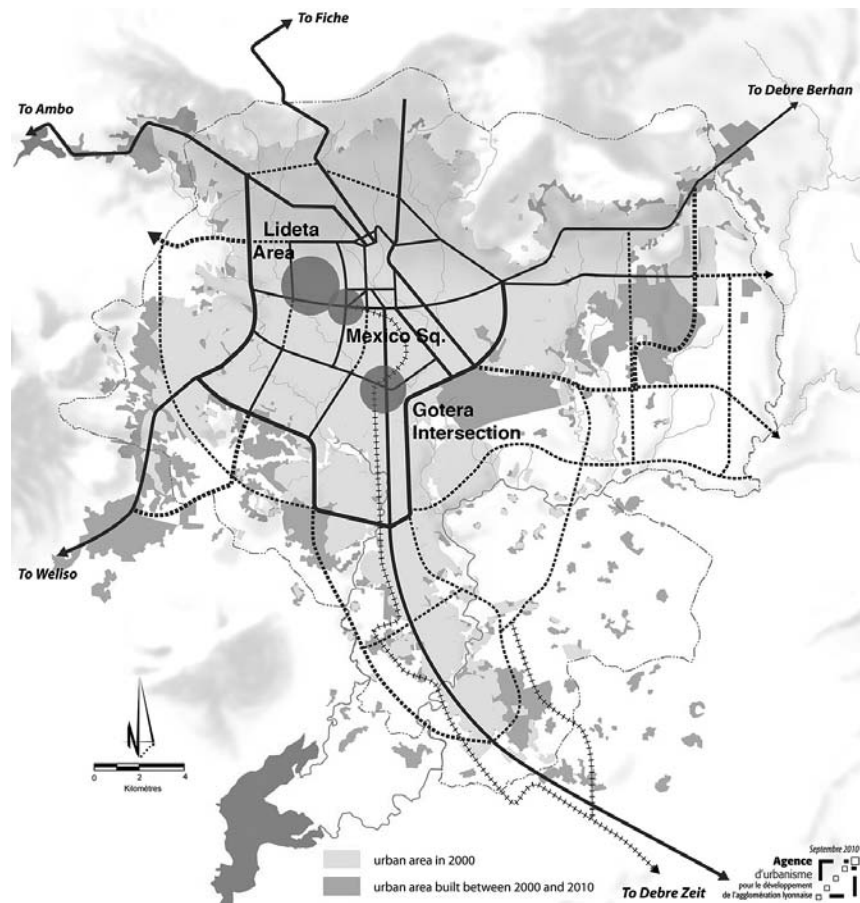 To Fiche
To Ambo
To Debre Berhan
Lideta
Area
Mexico Sq.
Gotera
Intersection
To Weliso
N
0 2 4
Kilomètres
urban area in 2000
urban area built between 2000 and 2010
To Debre Zeit
Septembre 2010
Agence
d'urbanisme
pour le développement
de l'agglomération lyonnaise